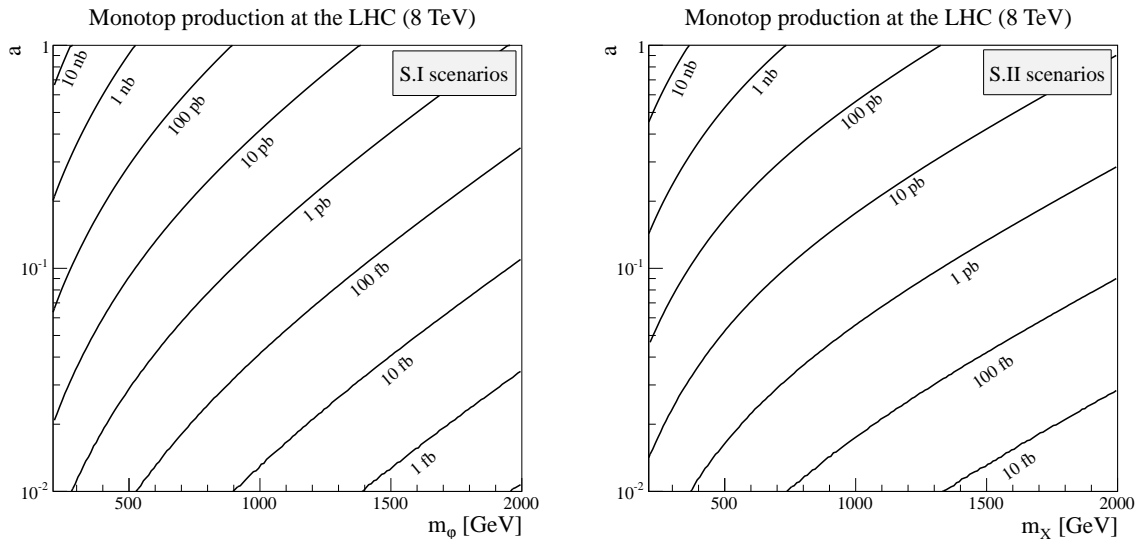 Monotop production at the LHC (8 TeV)
a
1
10⁻¹
10⁻²
S.I scenarios
10 nb
1 nb
100 pb
10 pb
1 pb
100 fb
10 fb
1 fb
500
1000
1500
2000
m_φ [GeV]
Monotop production at the LHC (8 TeV)
a
1
10⁻¹
10⁻²
S.II scenarios
10 nb
1 nb
100 pb
10 pb
1 pb
100 fb
10 fb
500
1000
1500
2000
m_X [GeV]